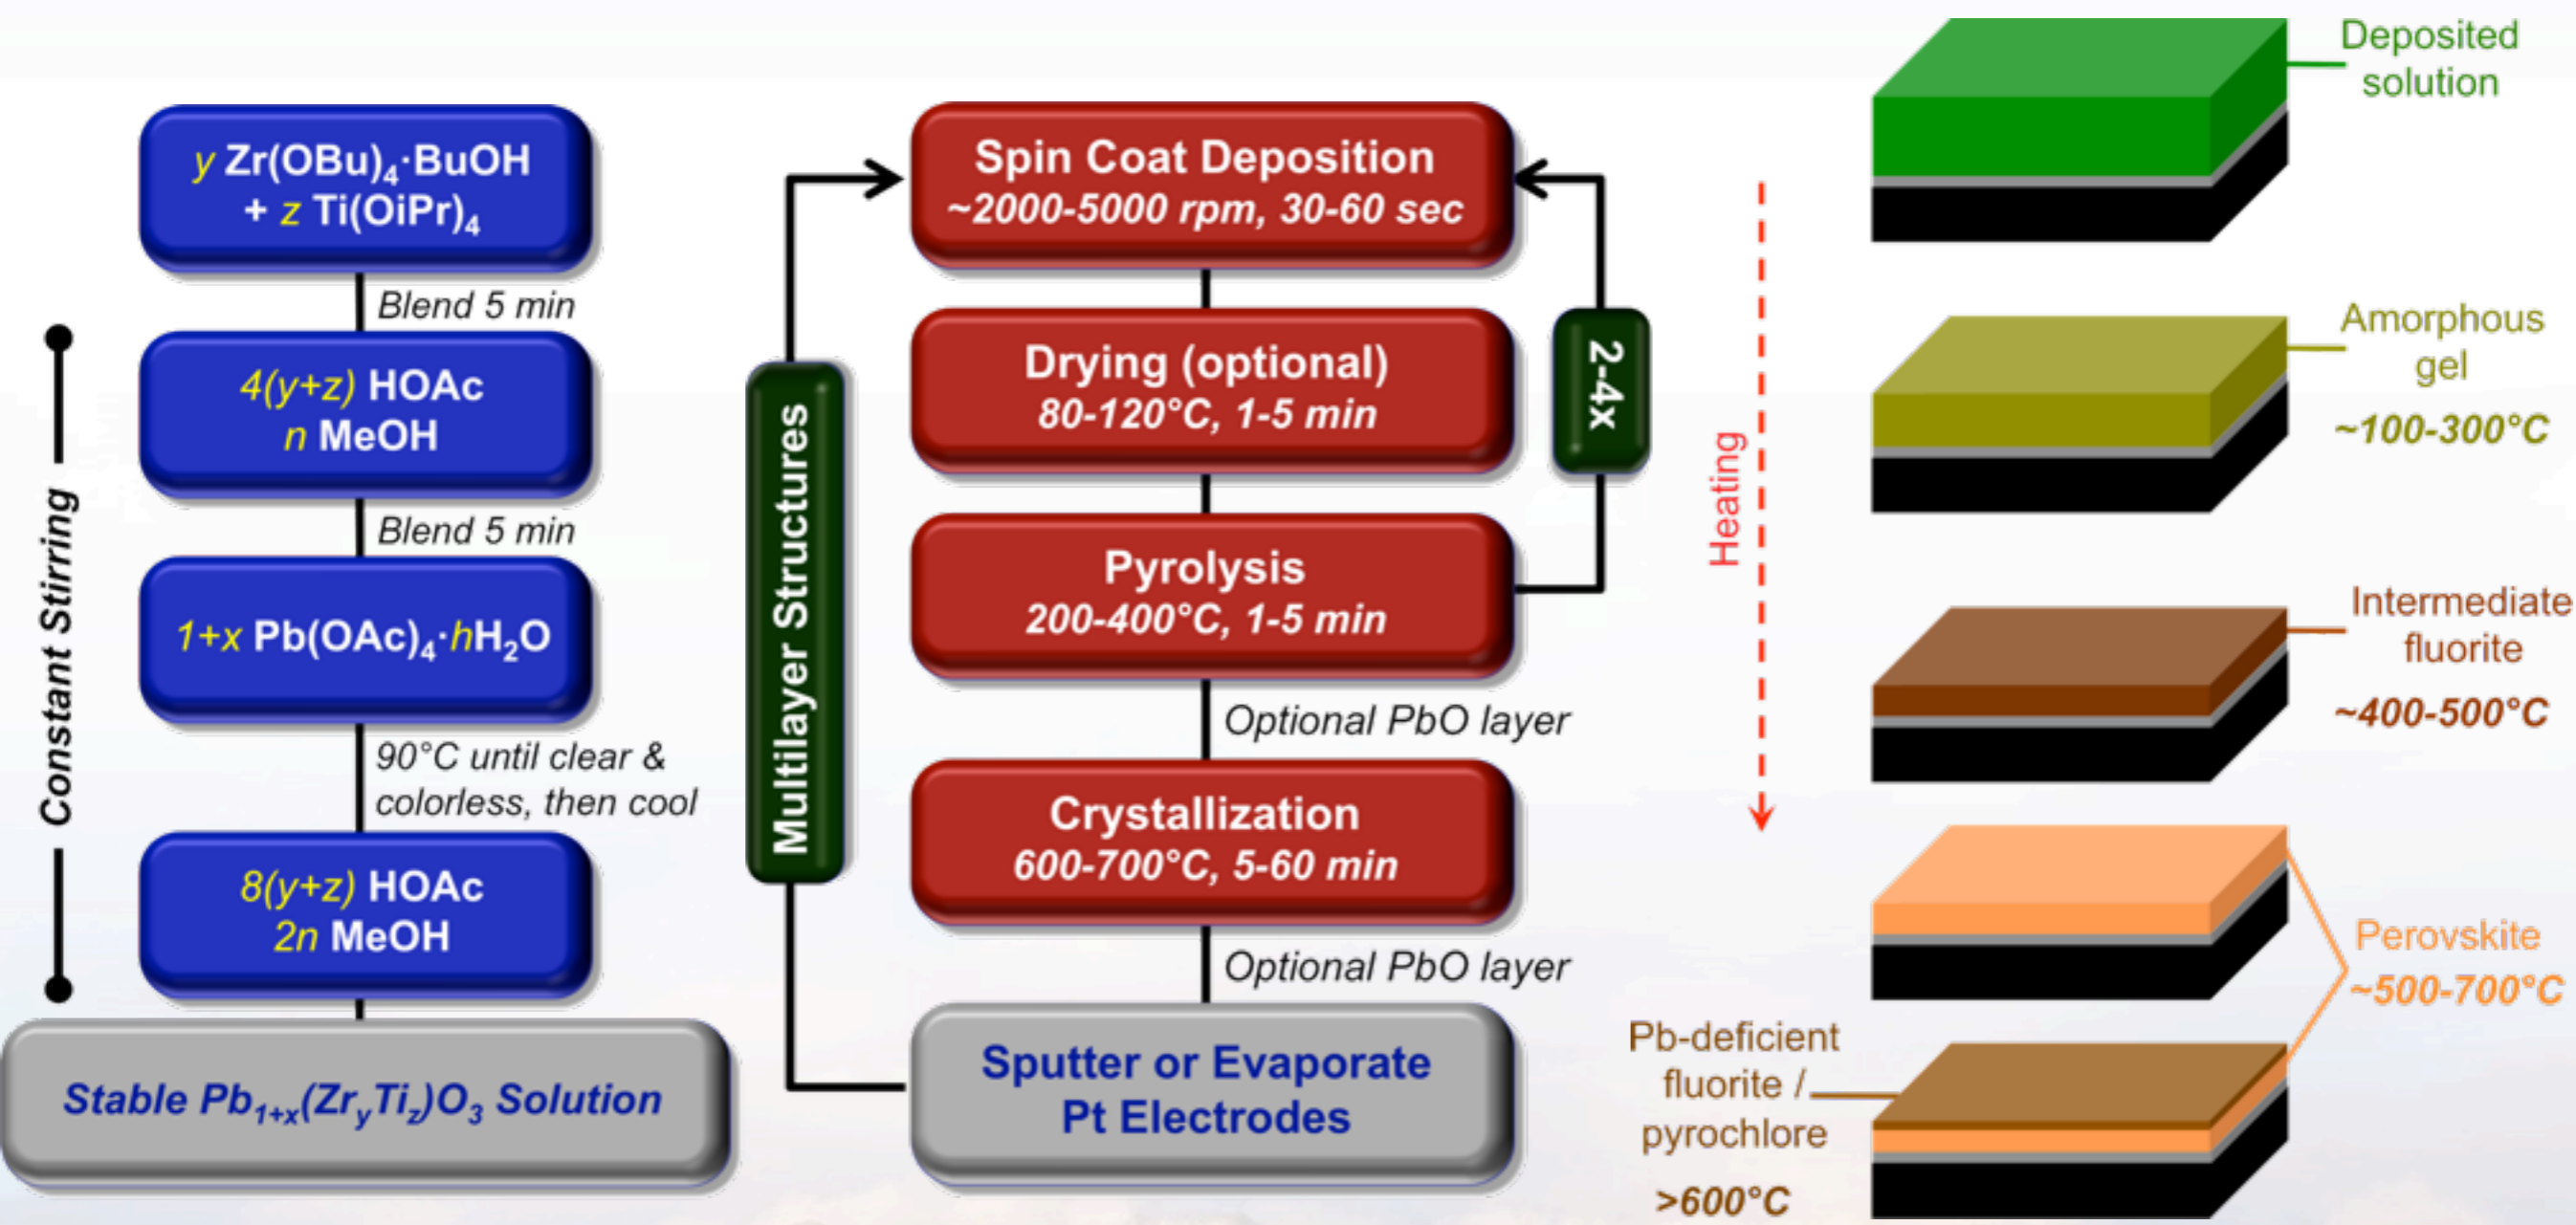 y Zr(OBu)₄·BuOH
+ z Ti(OiPr)₄
Blend 5 min
4(y+z) HOAc
n MeOH
Blend 5 min
1+x Pb(OAc)₄·hH₂O
90°C until clear &
colorless, then cool
8(y+z) HOAc
2n MeOH
Stable Pb₁₊ₓ(ZrᵧTi_z)O₃ Solution
Constant Stirring
Multilayer Structures
Spin Coat Deposition
~2000-5000 rpm, 30-60 sec
Drying (optional)
80-120°C, 1-5 min
2-4x
Pyrolysis
200-400°C, 1-5 min
Optional PbO layer
Crystallization
600-700°C, 5-60 min
Optional PbO layer
Sputter or Evaporate
Pt Electrodes
Heating
Deposited
solution
Amorphous
gel
~100-300°C
Intermediate
fluorite
~400-500°C
Perovskite
~500-700°C
Pb-deficient
fluorite /
pyrochlore
>600°C